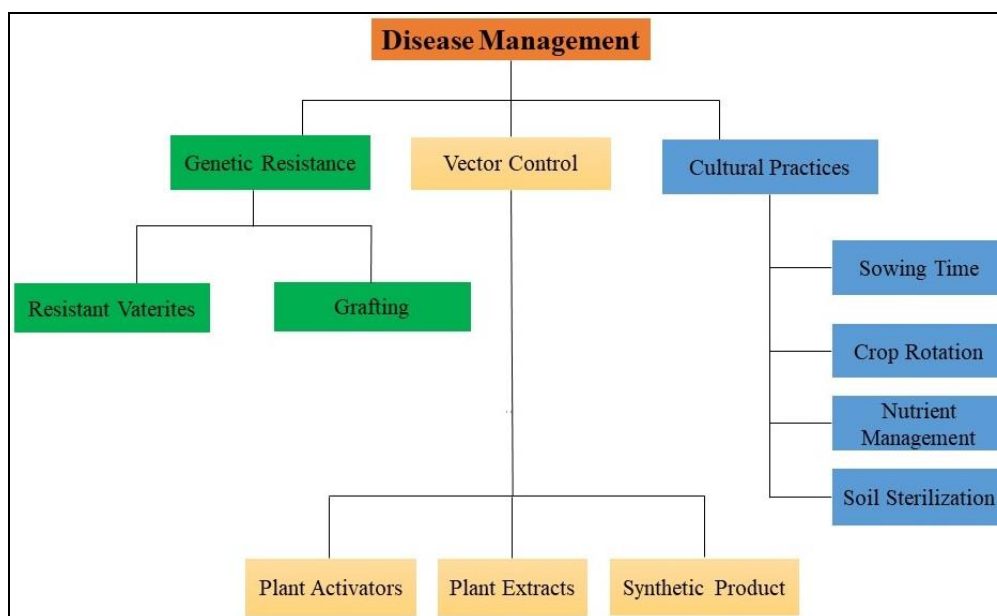 Disease Management
Genetic Resistance
Vector Control
Cultural Practices
Resistant Vaterites
Grafting
Sowing Time
Crop Rotation
Nutrient
Management
Soil Sterilization
Plant Activators
Plant Extracts
Synthetic Product